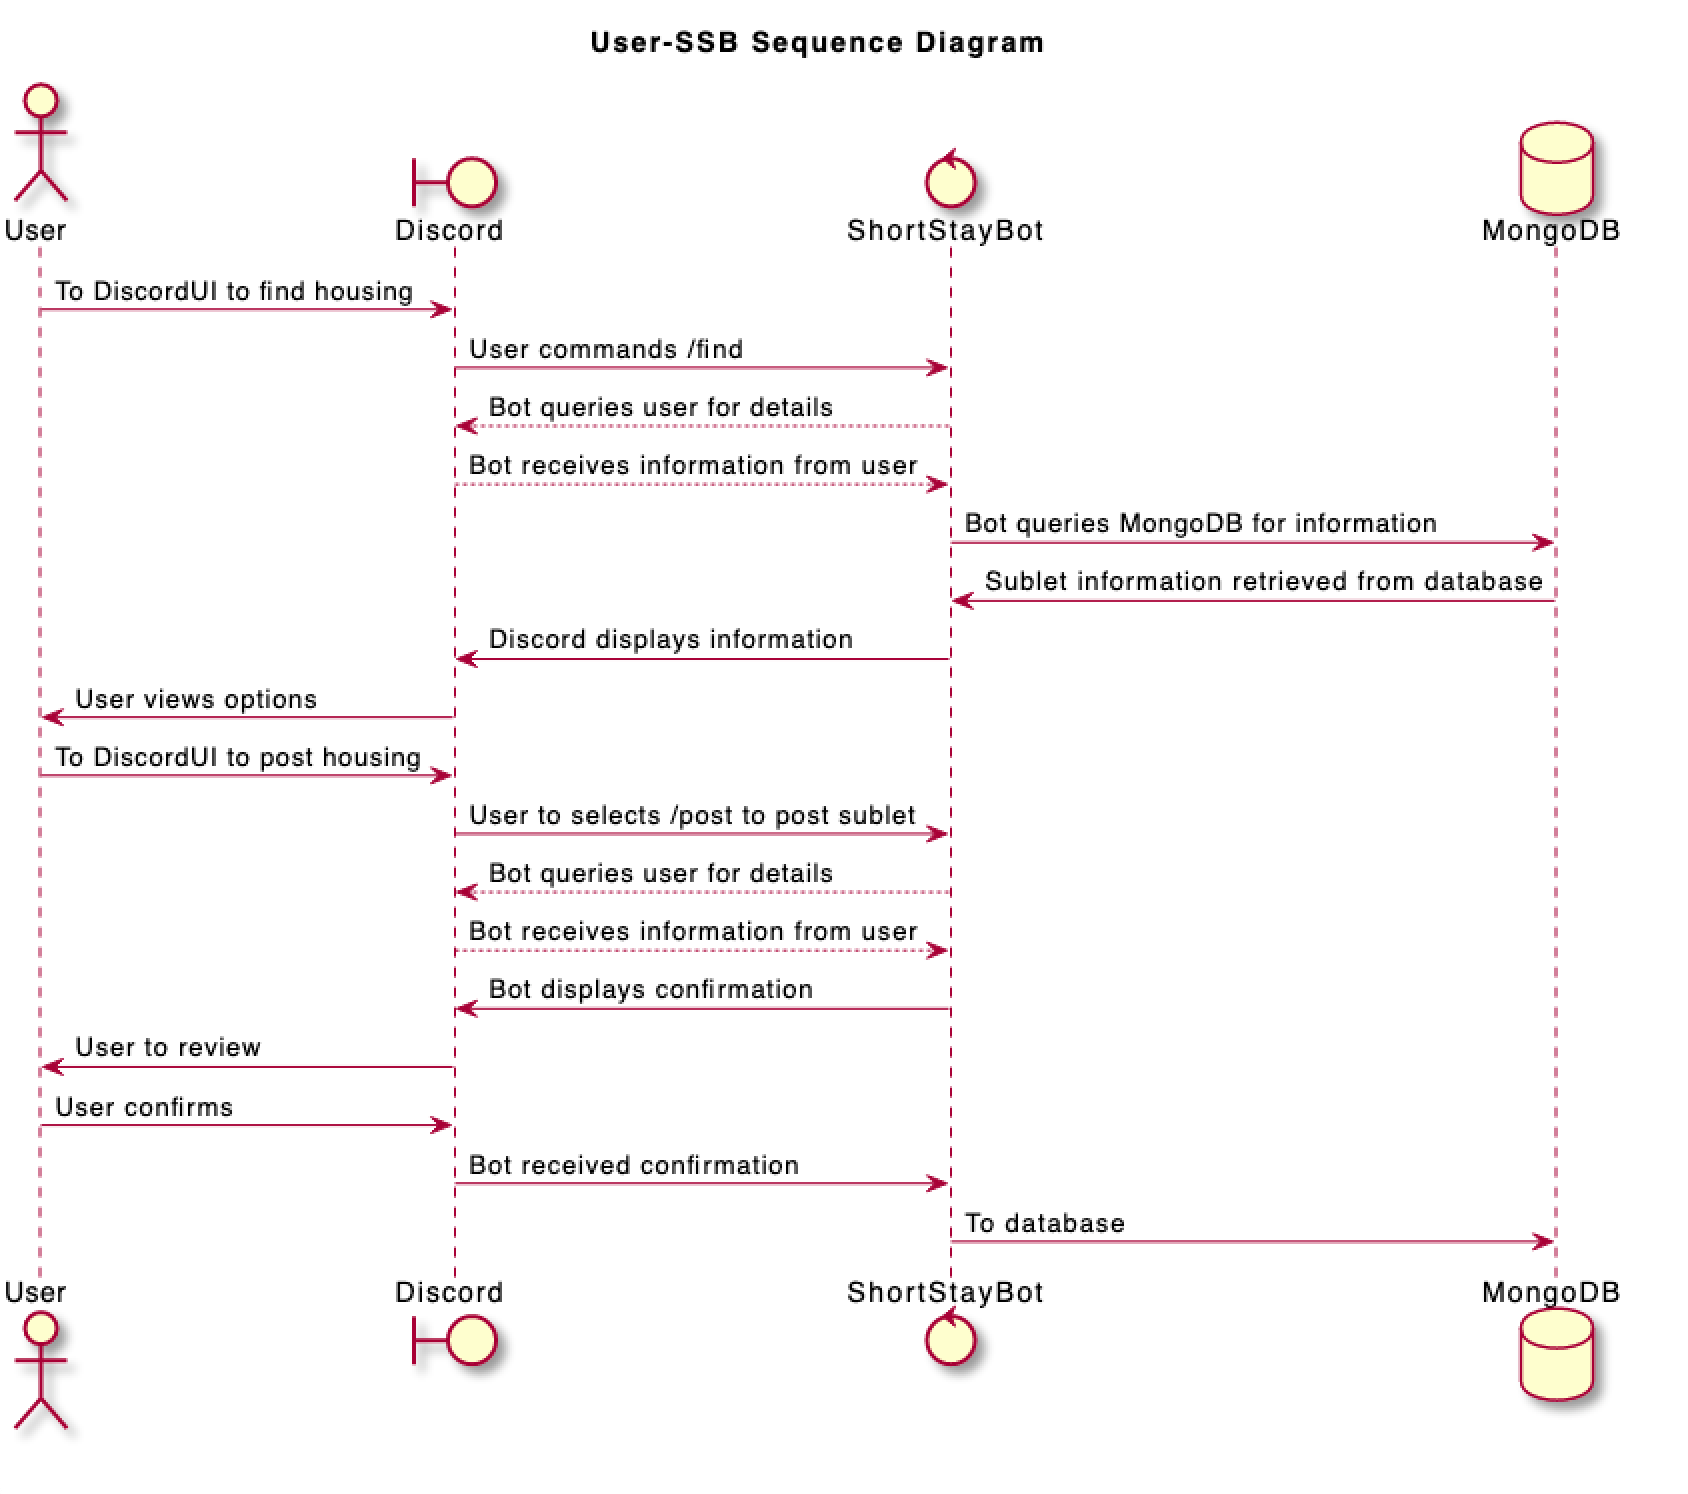 User-SSB Sequence Diagram
User
Discord
ShortStayBot
MongoDB
To DiscordUI to find housing
User commands /find
Bot queries user for details
Bot receives information from user
Bot queries MongoDB for information
Sublet information retrieved from database
Discord displays information
User views options
To DiscordUI to post housing
User to selects /post to post sublet
Bot queries user for details
Bot receives information from user
Bot displays confirmation
User to review
User confirms
Bot received confirmation
To database
User
Discord
ShortStayBot
MongoDB